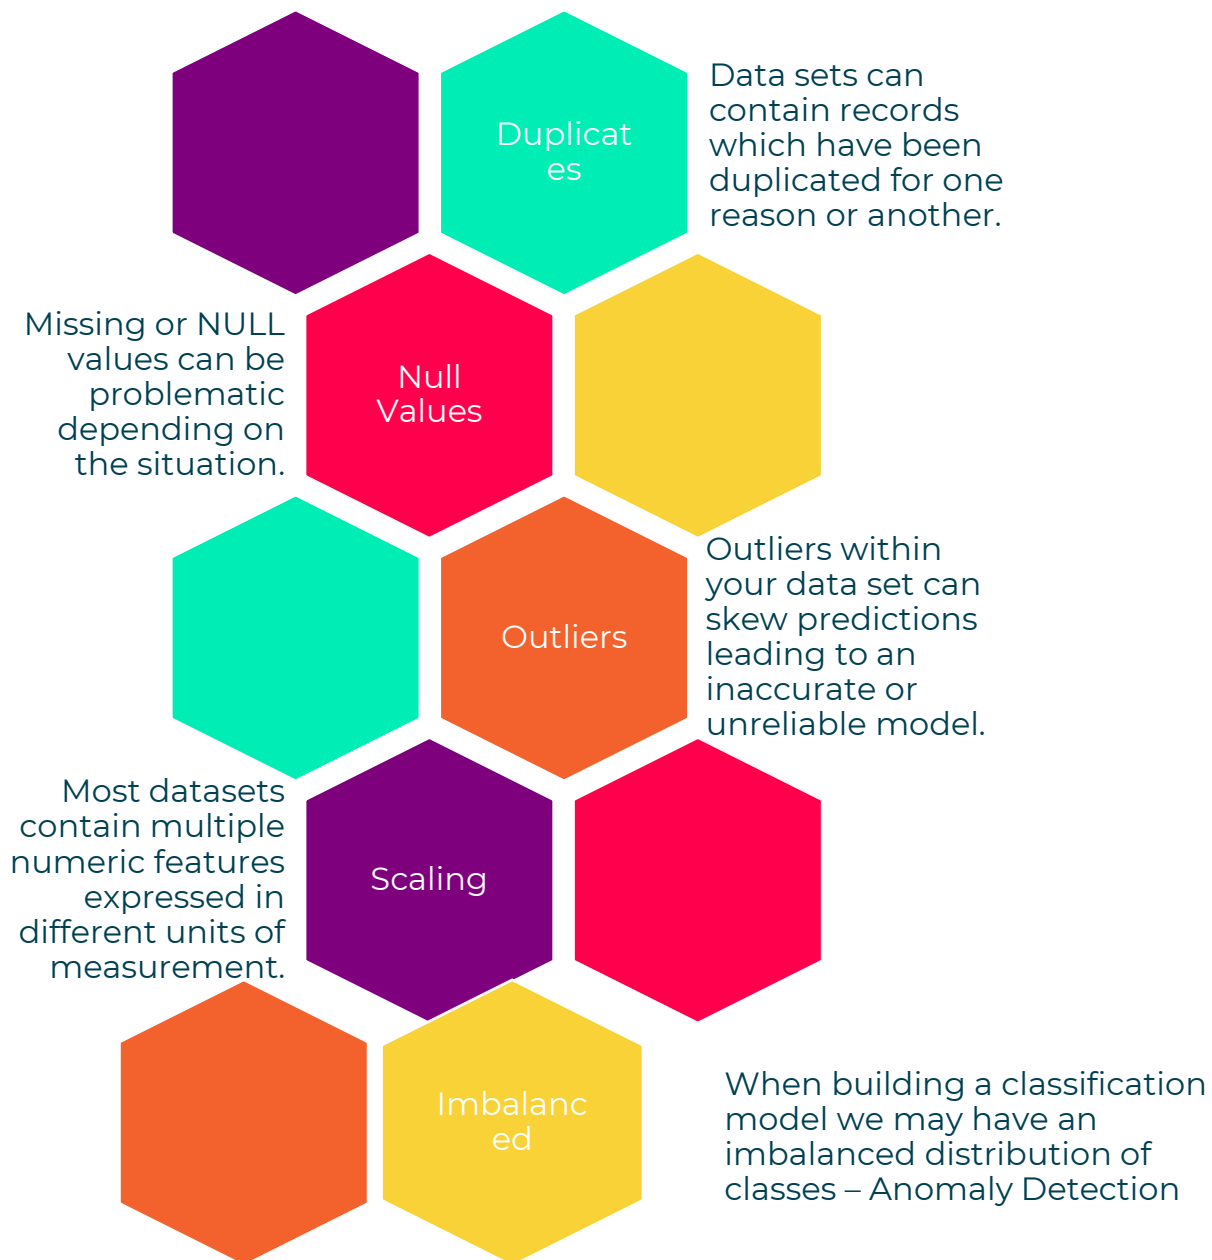 Duplicat
es
Data sets can
contain records
which have been
duplicated for one
reason or another.
Missing or NULL
values can be
problematic
depending on
the situation.
Null
Values
Outliers
Outliers within
your data set can
skew predictions
leading to an
inaccurate or
unreliable model.
Most datasets
contain multiple
numeric features
expressed in
different units of
measurement.
Scaling
Imbalanc
ed
When building a classification
model we may have an
imbalanced distribution of
classes – Anomaly Detection